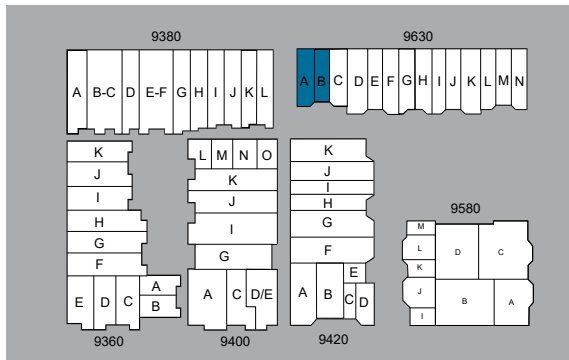 9380
9630
A B-C D E-F G H I J K L
A B C D E F G H I J K L M N
K
J
I
H
G
F
E D C A
B
9360
L M N O
K
J
I
G
A C D/E
9400
K
J
I
H
G
F
E
A B C D
9420
9580
M
L
K
J
I
D C
B A